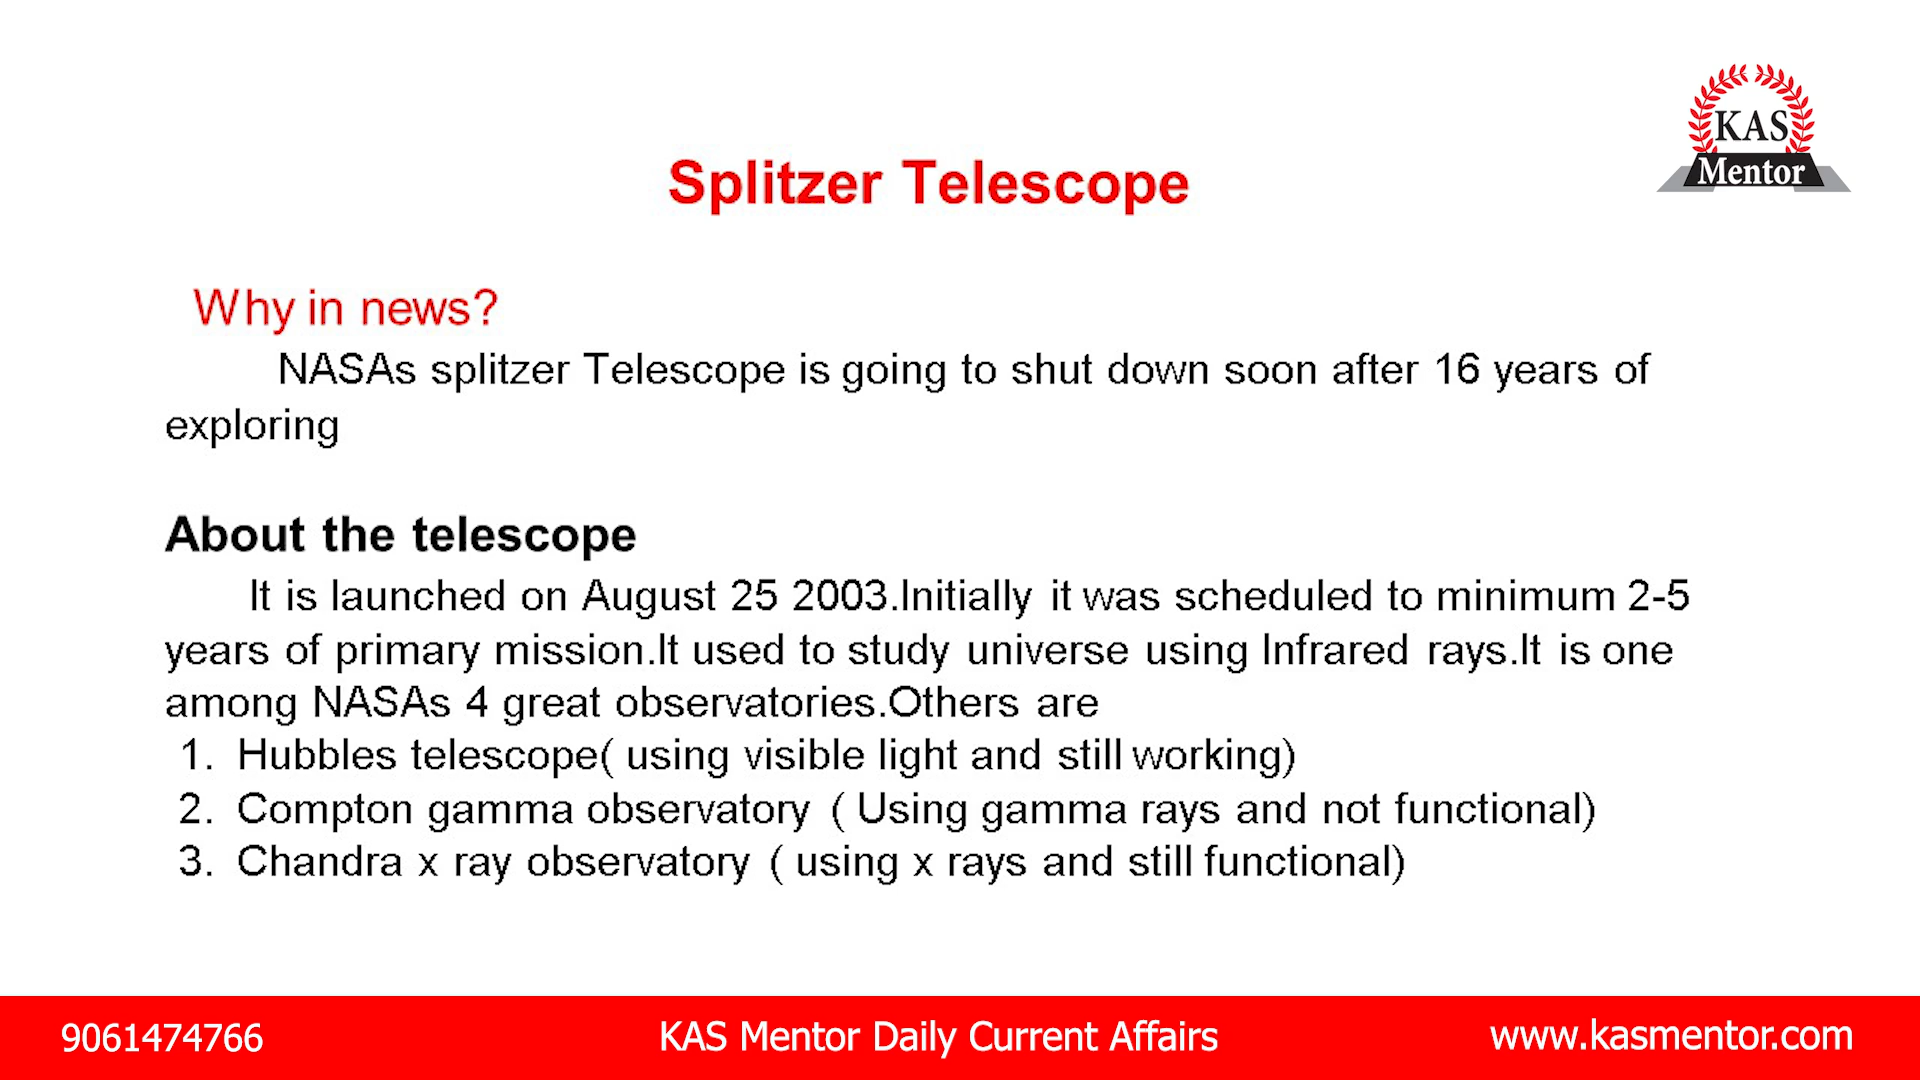 KAS
Mentor
Splitzer Telescope
Why in news?
NASAs splitzer Telescope is going to shut down soon after 16 years of
exploring
About the telescope
It is launched on August 25 2003.Initially it was scheduled to minimum 2-5
years of primary mission.It used to study universe using Infrared rays.It is one
among NASAs 4 great observatories.Others are
1. Hubbles telescope( using visible light and still working)
2. Compton gamma observatory ( Using gamma rays and not functional)
3. Chandra x ray observatory ( using x rays and still functional)
9061474766 KAS Mentor Daily Current Affairs www.kasmentor.com